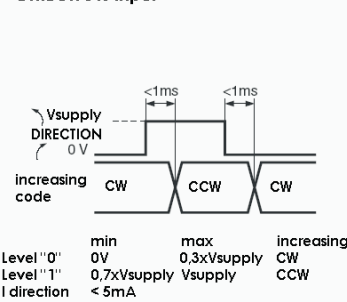 <1ms <1ms
Vsupply
DIRECTION
0 V
increasing code CW CCW CW
min max increasing
Level "0" 0V 0,3xVsupply CW
Level "1" 0,7xVsupply Vsupply CCW
I direction < 5mA